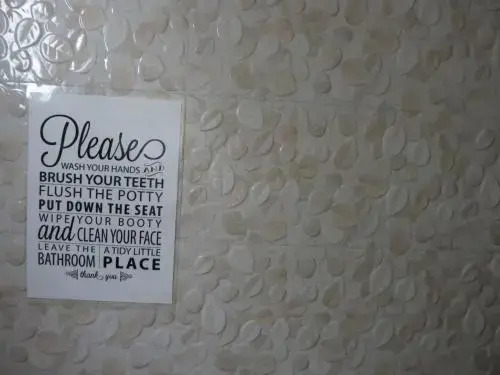 Please
WASH YOUR HANDS AND
BRUSH YOUR TEETH
FLUSH THE POTTY
PUT DOWN THE SEAT
WIPE YOUR BOOTY
and CLEAN YOUR FACE
LEAVE THE A TIDY LITTLE
BATHROOM PLACE
thank you